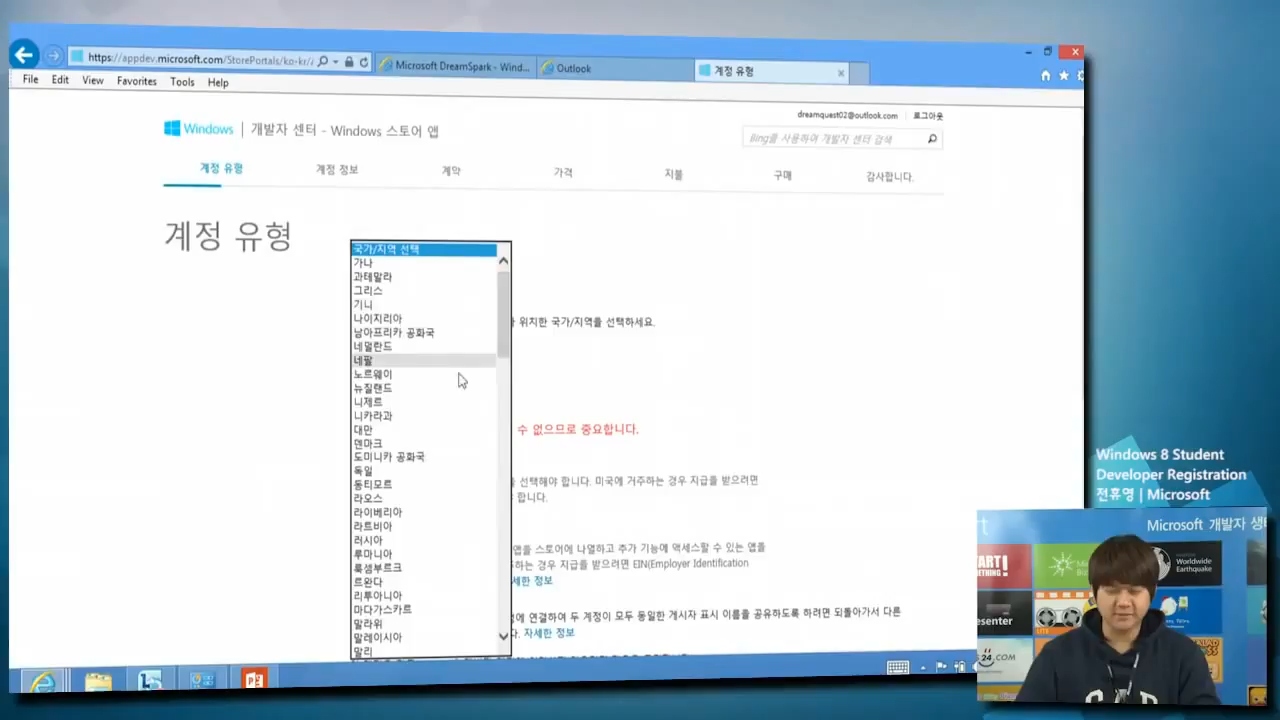 https://appdev.microsoft.com/StorePortals/ko-kr/
Microsoft DreamSpark - Wind...
Outlook
계정 유형
File Edit View Favorites Tools Help
dreamquest02@outlook.com 로그아웃
Windows 개발자 센터 - Windows 스토어 앱
Bing을 사용하여 개발자 센터 검색
계정 유형 계정 정보 계약 가격 지불 구매 감사합니다.
계정 유형
국가/지역 선택
가나
과테말라
그리스
기니
나이지리아
남아프리카 공화국
네덜란드
네팔
노르웨이
뉴질랜드
니제르
니카라과
대만
덴마크
도미니카 공화국
독일
동티모르
라오스
라이베리아
라트비아
러시아
루마니아
룩셈부르크
르완다
리투아니아
마다가스카르
말라위
말레이시아
말리
위치한 국가/지역을 선택하세요.
수 없으므로 중요합니다.
선택해야 합니다. 미국에 거주하는 경우 지급을 받으려면
합니다.
앱을 스토어에 나열하고 추가 기능에 액세스할 수 있는 앱을
하는 경우 지급을 받으려면 EIN(Employer Identification
세한 정보
에 연결하여 두 계정이 모두 동일한 게시자 표시 이름을 공유하도록 하려면 되돌아가서 다른
다. 자세한 정보
Windows 8 Student
Developer Registration
전휴영 | Microsoft
Microsoft 개발자 생
ART!
Worldwide
Earthquake
esenter
LITE
24.COM